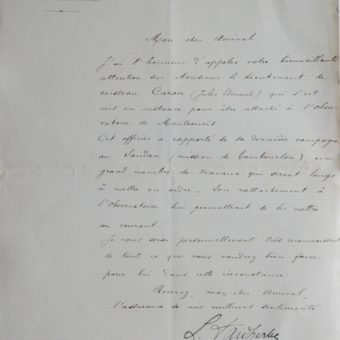 Mon cher Amiral
J'ai l'honneur d'appeler votre bienveillante
attention sur Monsieur le Lieutenant de
vaisseau Caron (Jules Edmond) qui s'est
mis en instance pour être attaché à l'Obser
vatoire de Montsouris
Cet officier a rapporté de sa dernière campagne
au Soudan (mission de Tombouctou), un
grand nombre de travaux qui seront longs
à mettre en ordre. Son rattachement à
l'Observatoire lui permettrait de les mettre
au courant.
Je vous serai personnellement très reconnaissant
de tout ce que vous voudrez bien faire
pour lui dans cette circonstance
Recevez, mon cher Amiral,
l'assurance de mes meilleurs sentiments
L. Faidherbe